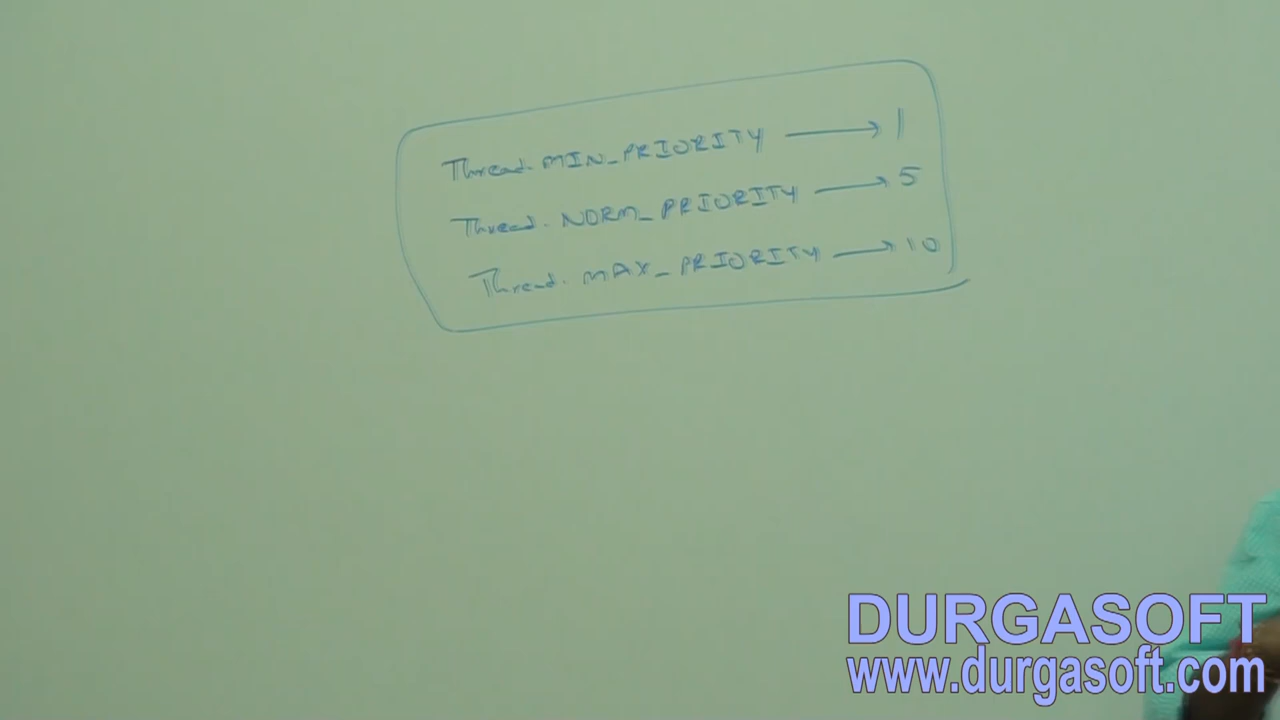 Thread.MIN_PRIORITY → 1
Thread.NORM_PRIORITY → 5
Thread.MAX_PRIORITY → 10
DURGASOFT
www.durgasoft.com